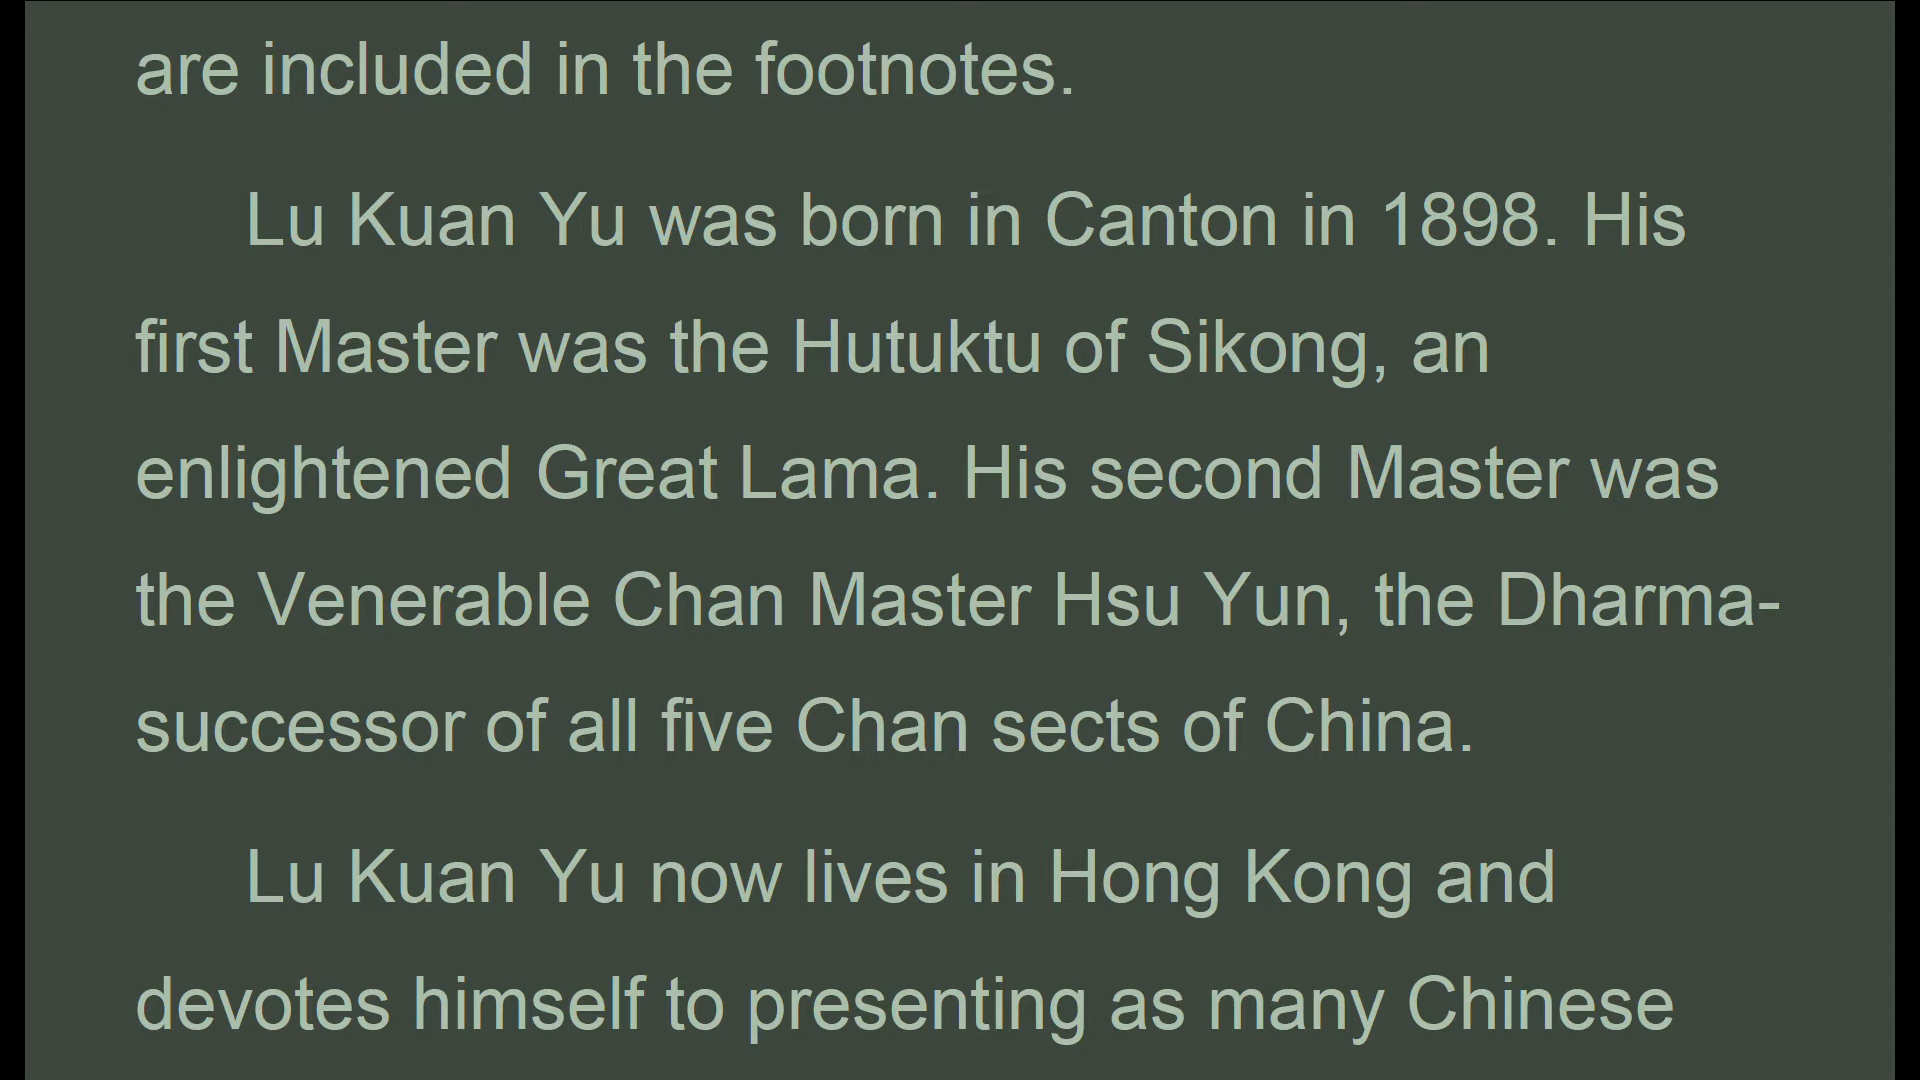 are included in the footnotes.
Lu Kuan Yu was born in Canton in 1898. His
first Master was the Hutuktu of Sikong, an
enlightened Great Lama. His second Master was
the Venerable Chan Master Hsu Yun, the Dharma-
successor of all five Chan sects of China.
Lu Kuan Yu now lives in Hong Kong and
devotes himself to presenting as many Chinese